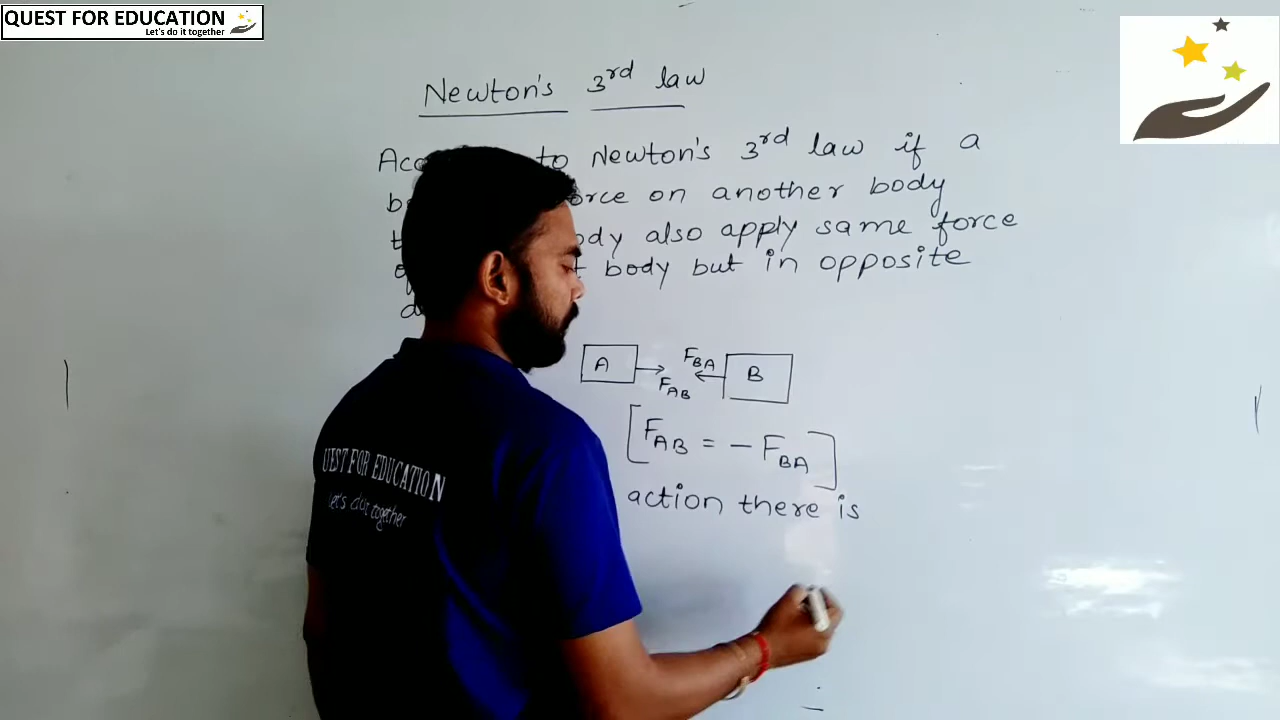 QUEST FOR EDUCATION
Let's do it together
Newton's 3rd law
to Newton's 3rd law if a
on another body
also apply same force
body but in opposite
A
FBA
B
FAB
[FAB = - FBA]
action there is
UEST FOR EDUCATION
let's do it together